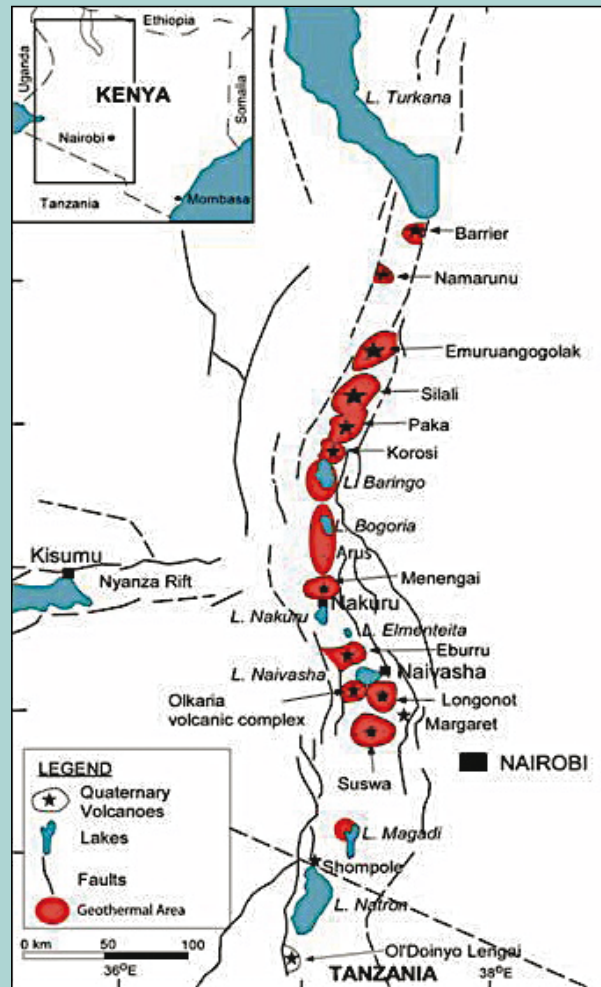 Ethiopia
Uganda
KENYA
Somalia
Nairobi
Mombasa
Tanzania
L. Turkana
Barrier
Namarunu
Emuruangogolak
Silali
Paka
Korosi
L. Baringo
L. Bogoria
Arus
Kisumu
Nyanza Rift
Menengai
Nakuru
L. Nakuru
L. Elmenteita
Eburru
L. Naivasha
Naivasha
Olkaria
volcanic complex
Longonot
Margaret
Suswa
NAIROBI
LEGEND
Quaternary
Volcanoes
Lakes
Faults
Geothermal Area
0 km 50 100
L. Magadi
Shompole
L. Natron
Ol'Doinyo Lengai
TANZANIA
36°E
38°E